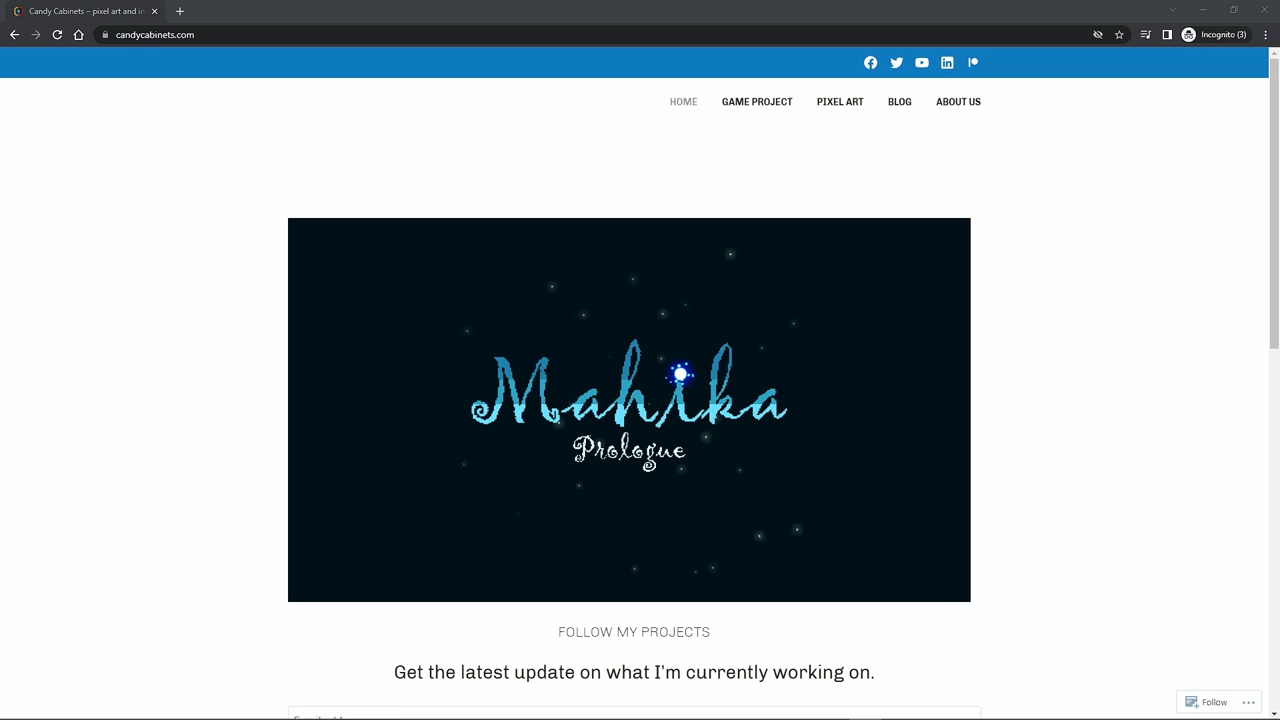 Candy Cabinets – pixel art and in
candycabinets.com
Incognito (3)
HOME
GAME PROJECT
PIXEL ART
BLOG
ABOUT US
Mahika
Prologue
FOLLOW MY PROJECTS
Get the latest update on what I'm currently working on.
Follow